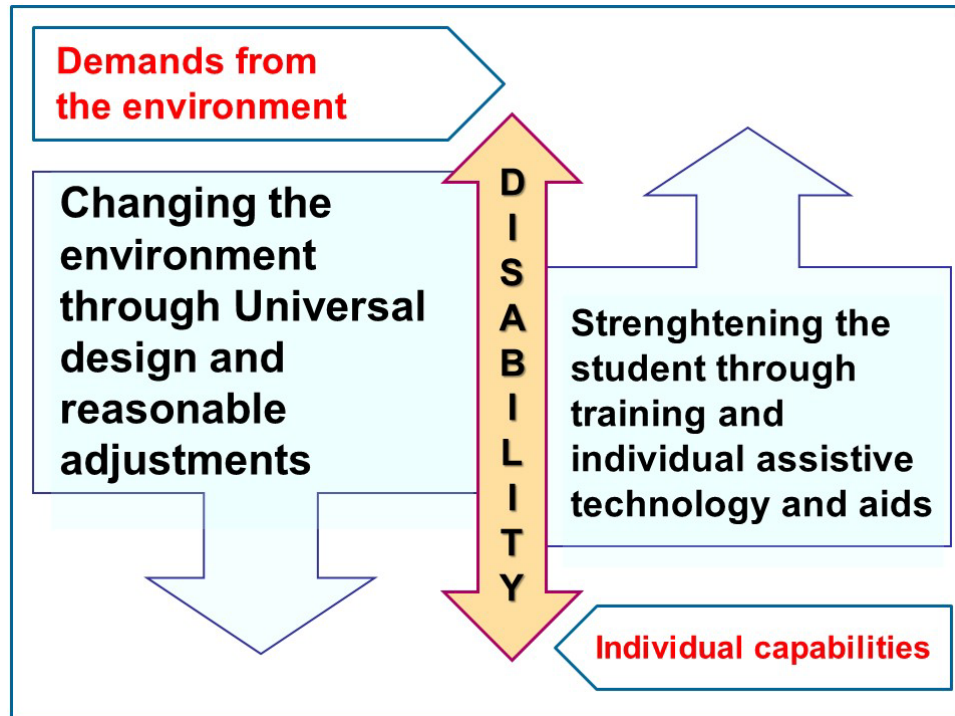 Demands from
the environment
Changing the
environment
through Universal
design and
reasonable
adjustments
DISABILITY
Strenghtening the
student through
training and
individual assistive
technology and aids
Individual capabilities